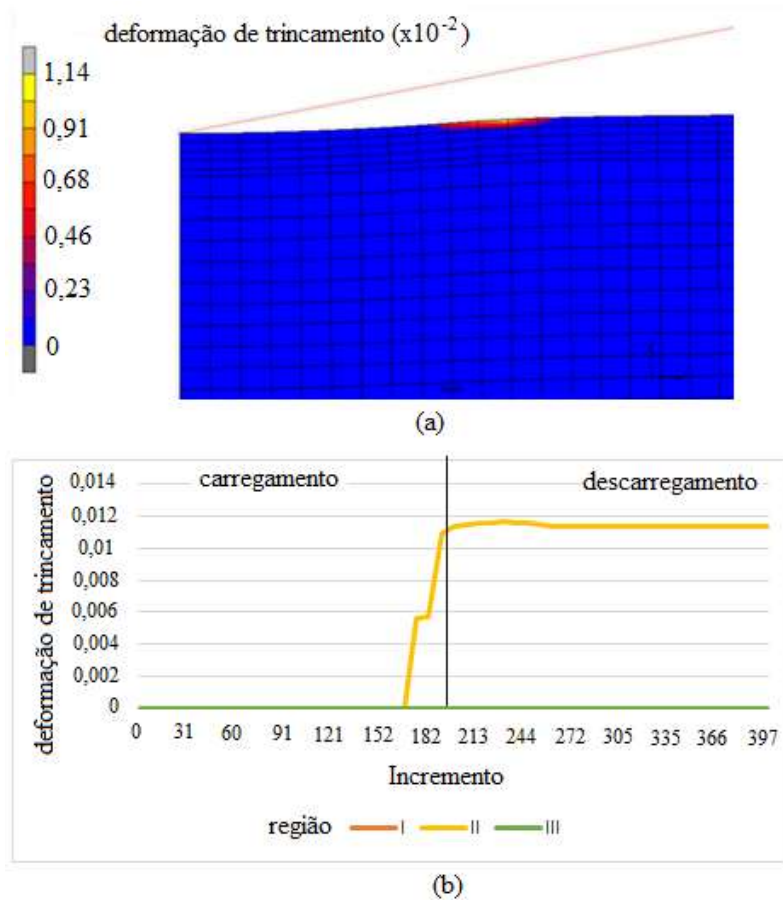 deformação de trincamento (x10⁻²)
1,14
0,91
0,68
0,46
0,23
0
(a)
carregamento
descarregamento
deformação de trincamento
0,014
0,012
0,01
0,008
0,006
0,004
0,002
0
0 31 60 91 121 152 182 213 244 272 305 335 366 397
Incremento
região I II III
(b)